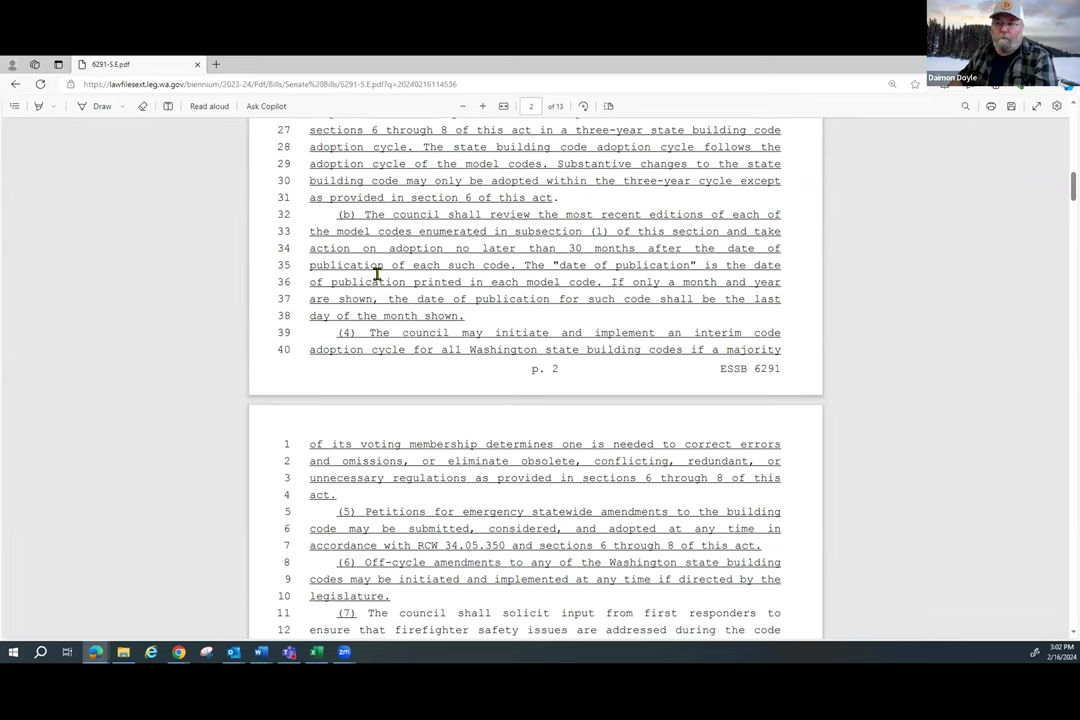 Daimon Doyle
6291-S.E.pdf
https://lawfilesext.leg.wa.gov/biennium/2023-24/Pdf/Bills/Senate%20Bills/6291-S.E.pdf?q=20240216114536
Draw Read aloud Ask Copilot 2 of 13
27 sections 6 through 8 of this act in a three-year state building code
28 adoption cycle. The state building code adoption cycle follows the
29 adoption cycle of the model codes. Substantive changes to the state
30 building code may only be adopted within the three-year cycle except
31 as provided in section 6 of this act.
32 (b) The council shall review the most recent editions of each of
33 the model codes enumerated in subsection (1) of this section and take
34 action on adoption no later than 30 months after the date of
35 publication of each such code. The "date of publication" is the date
36 of publication printed in each model code. If only a month and year
37 are shown, the date of publication for such code shall be the last
38 day of the month shown.
39 (4) The council may initiate and implement an interim code
40 adoption cycle for all Washington state building codes if a majority
p. 2 ESSB 6291
1 of its voting membership determines one is needed to correct errors
2 and omissions, or eliminate obsolete, conflicting, redundant, or
3 unnecessary regulations as provided in sections 6 through 8 of this
4 act.
5 (5) Petitions for emergency statewide amendments to the building
6 code may be submitted, considered, and adopted at any time in
7 accordance with RCW 34.05.350 and sections 6 through 8 of this act.
8 (6) Off-cycle amendments to any of the Washington state building
9 codes may be initiated and implemented at any time if directed by the
10 legislature.
11 (7) The council shall solicit input from first responders to
12 ensure that firefighter safety issues are addressed during the code
3:02 PM
2/16/2024